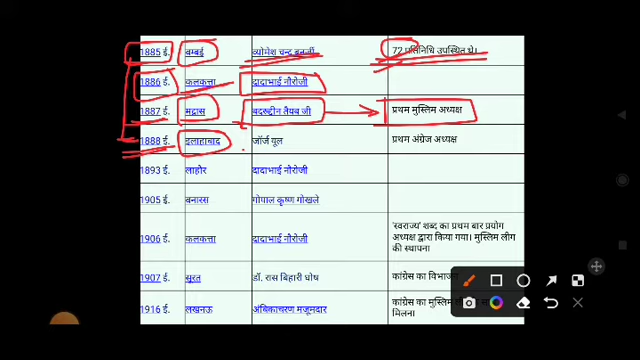 1885 ई. बम्बई व्योमेश चन्द्र बनर्जी 72 प्रतिनिधि उपस्थित थे।
1886 ई. कलकत्ता दादाभाई नौरोजी
1887 ई. मद्रास बदरुद्दीन तैयब जी प्रथम मुस्लिम अध्यक्ष
1888 ई. इलाहाबाद जॉर्ज यूल प्रथम अंग्रेज अध्यक्ष
1893 ई. लाहोर दादाभाई नौरोजी
1905 ई. बनारस गोपाल कृष्ण गोखले
1906 ई. कलकत्ता दादाभाई नौरोजी
'स्वराज्य' शब्द का प्रथम बार प्रयोग
अध्यक्ष द्वारा किया गया। मुस्लिम लीग
की स्थापना
1907 ई. सूरत डॉ. रास बिहारी घोष कांग्रेस का
1916 ई. लखनऊ अंबिकाचरण मजूमदार
कांग्रेस का मुस्लिम
मिलना